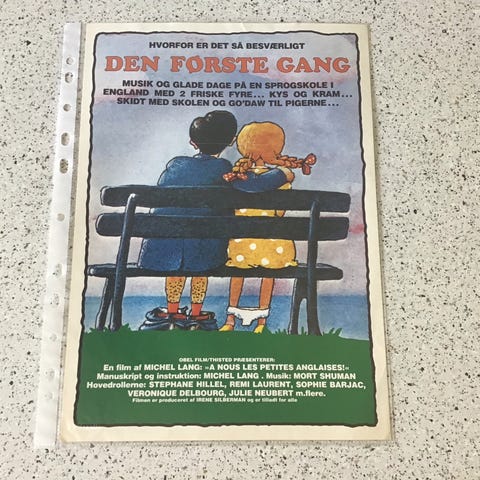 HVORFOR ER DET SÅ BESVÆRLIGT
DEN FØRSTE GANG
MUSIK OG GLADE DAGE PÅ EN SPROGSKOLE I
ENGLAND MED 2 FRISKE FYRE... KYS OG KRAM...
SKIDT MED SKOLEN OG GO'DAW TIL PIGERNE...
OBEL FILM/THISTED PRÆSENTERER:
En film af MICHEL LANG: »A NOUS LES PETITES ANGLAISES!«
Manuskript og instruktion: MICHEL LANG . Musik: MORT SHUMAN
Hovedrollerne: STEPHANE HILLEL, REMI LAURENT, SOPHIE BARJAC,
VERONIQUE DELBOURG, JULIE NEUBERT m.flere.
Filmen er produceret af IRENE SILBERMAN og er tilladt for alle